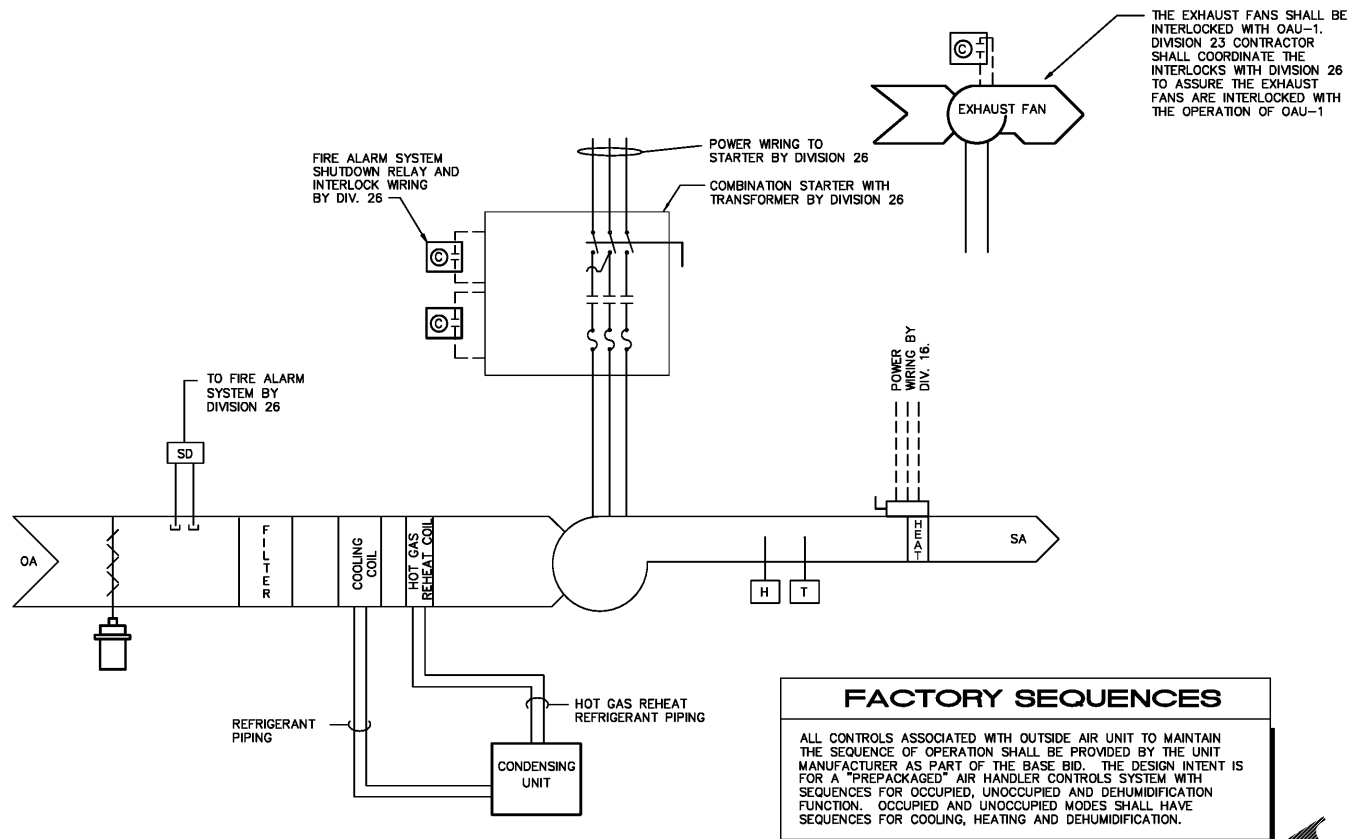 THE EXHAUST FANS SHALL BE
INTERLOCKED WITH OAU-1.
DIVISION 23 CONTRACTOR
SHALL COORDINATE THE
INTERLOCKS WITH DIVISION 26
TO ASSURE THE EXHAUST
FANS ARE INTERLOCKED WITH
THE OPERATION OF OAU-1
C
EXHAUST FAN
POWER WIRING TO
STARTER BY DIVISION 26
COMBINATION STARTER WITH
TRANSFORMER BY DIVISION 26
FIRE ALARM SYSTEM
SHUTDOWN RELAY AND
INTERLOCK WIRING
BY DIV. 26
C
C
TO FIRE ALARM
SYSTEM BY
DIVISION 26
SD
POWER
WIRING BY
DIV. 16.
OA
FILTER
COOLING
COIL
HOT GAS
REHEAT COIL
HEAT
SA
H
T
REFRIGERANT
PIPING
HOT GAS REHEAT
REFRIGERANT PIPING
CONDENSING
UNIT
FACTORY SEQUENCES
ALL CONTROLS ASSOCIATED WITH OUTSIDE AIR UNIT TO MAINTAIN
THE SEQUENCE OF OPERATION SHALL BE PROVIDED BY THE UNIT
MANUFACTURER AS PART OF THE BASE BID. THE DESIGN INTENT IS
FOR A "PREPACKAGED" AIR HANDLER CONTROLS SYSTEM WITH
SEQUENCES FOR OCCUPIED, UNOCCUPIED AND DEHUMIDIFICATION
FUNCTION. OCCUPIED AND UNOCCUPIED MODES SHALL HAVE
SEQUENCES FOR COOLING, HEATING AND DEHUMIDIFICATION.